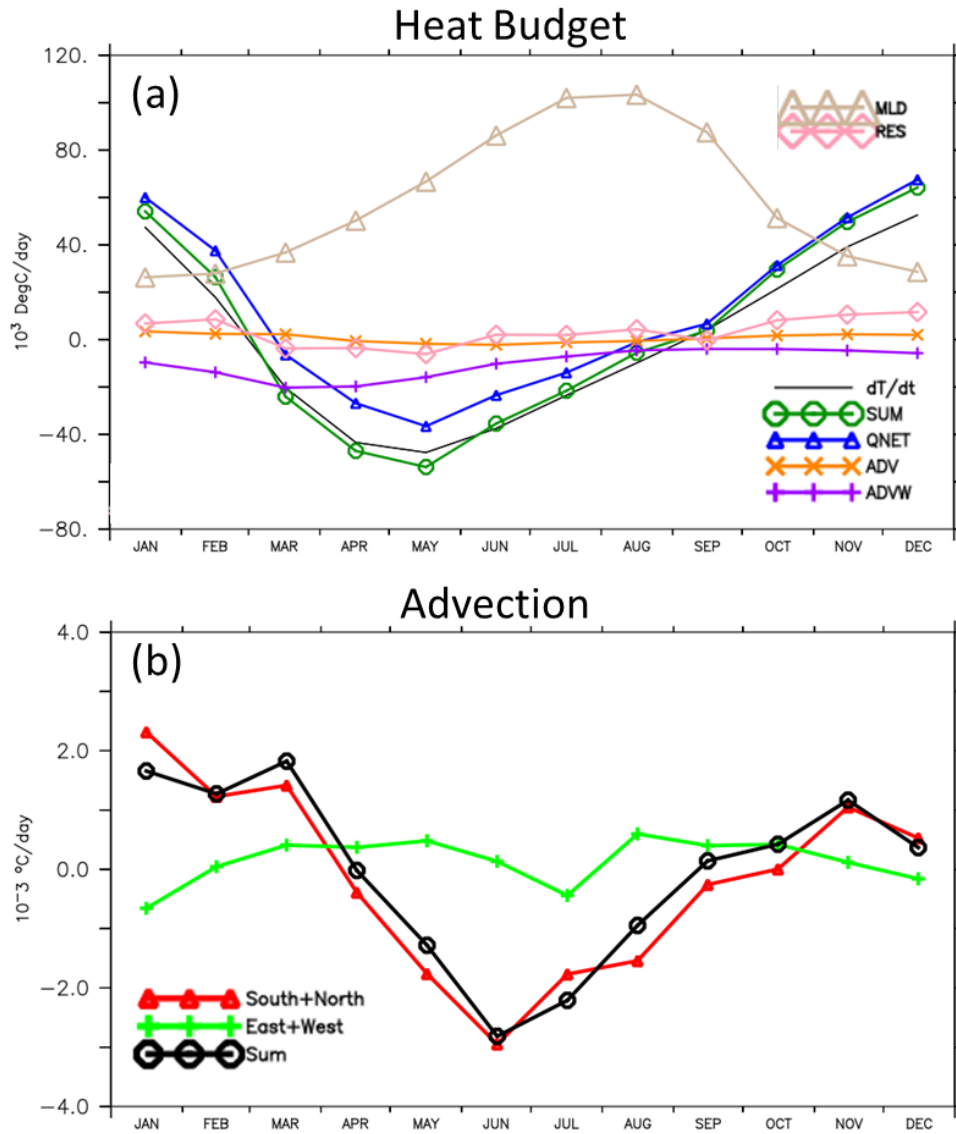 Heat Budget
(a)
120.
80.
40.
0.
−40.
−80.
10³ DegC/day
MLD
RES
dT/dt
SUM
QNET
ADV
ADVW
JAN FEB MAR APR MAY JUN JUL AUG SEP OCT NOV DEC
Advection
(b)
4.0
2.0
0.0
−2.0
−4.0
10⁻³ ºC/day
South+North
East+West
Sum
JAN FEB MAR APR MAY JUN JUL AUG SEP OCT NOV DEC